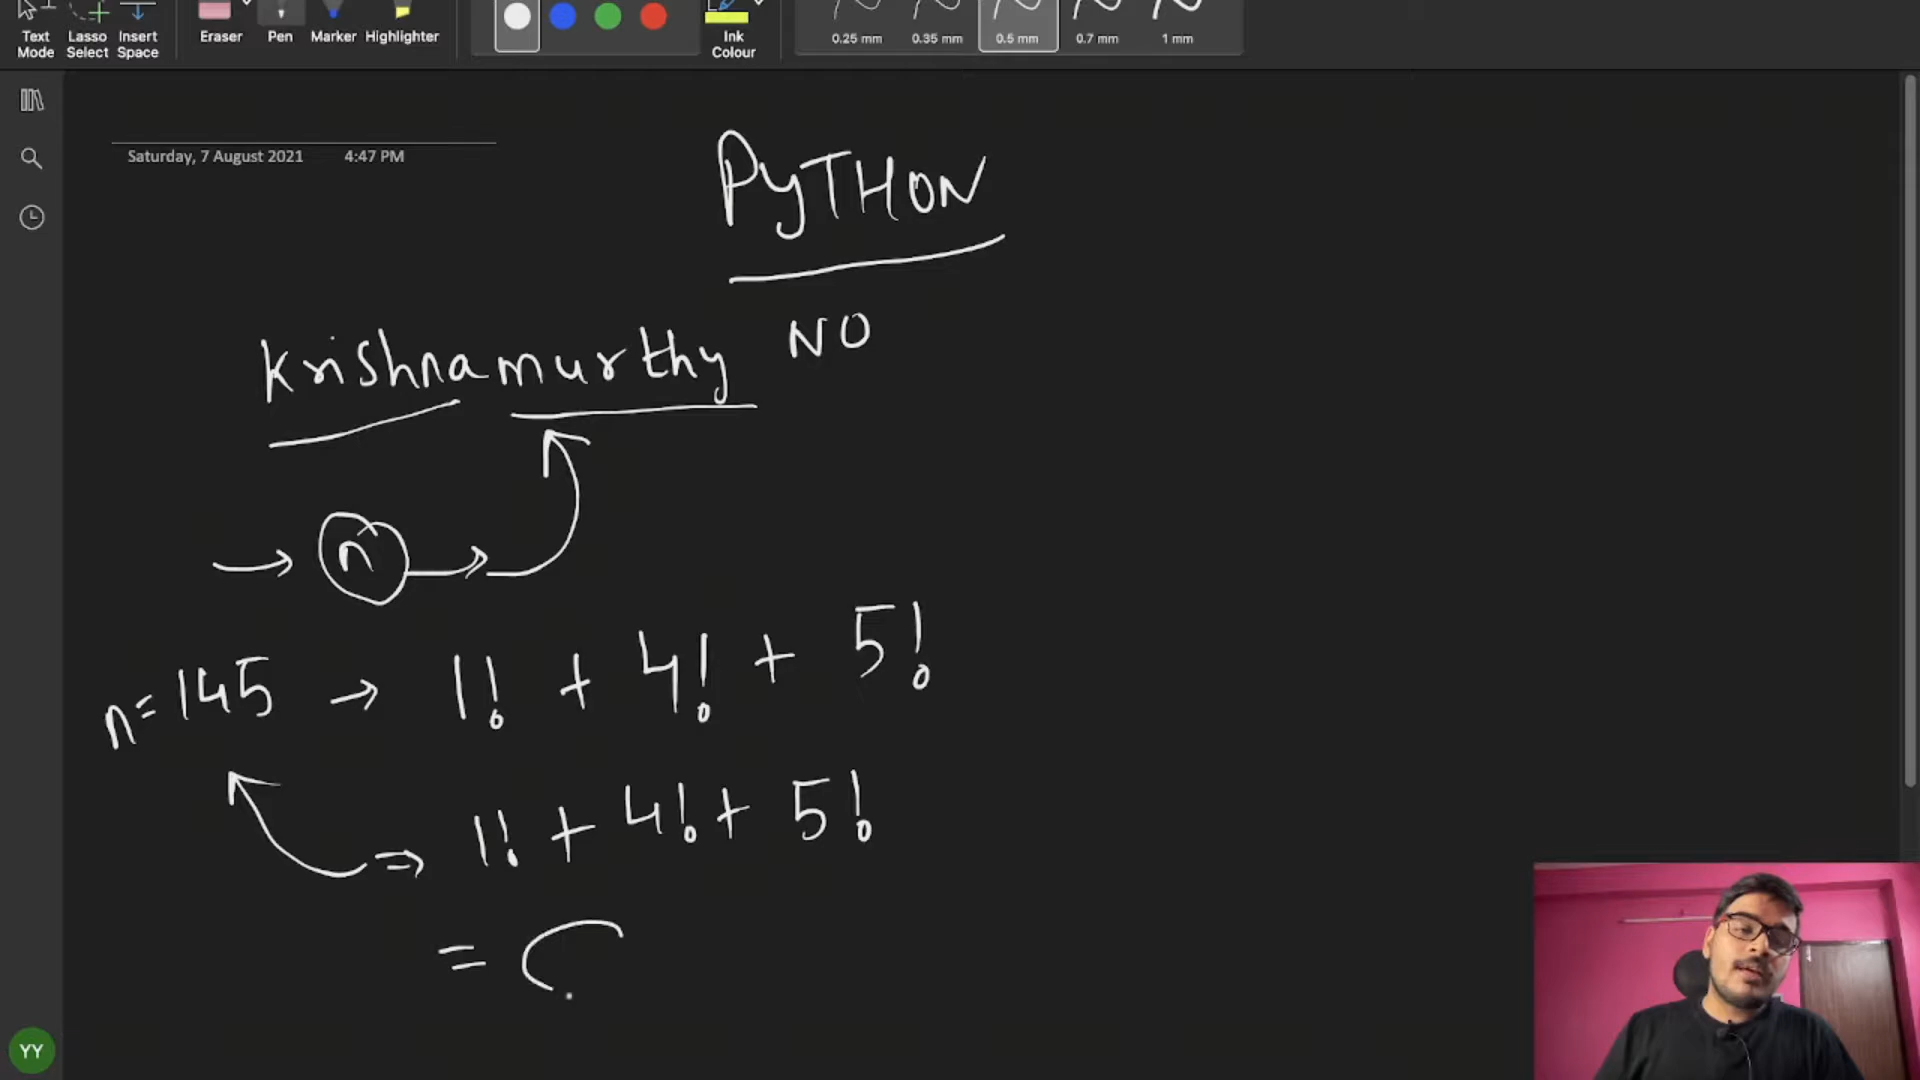 Text Mode
Lasso Select
Insert Space
Eraser
Pen
Marker
Highlighter
Ink Colour
0.25 mm
0.35 mm
0.5 mm
0.7 mm
1 mm
Saturday, 7 August 2021 4:47 PM
PyTHON
Krishnamurthy NO
n
n = 145 → 1! + 4! + 5!
⇒ 1! + 4! + 5!
=
YY